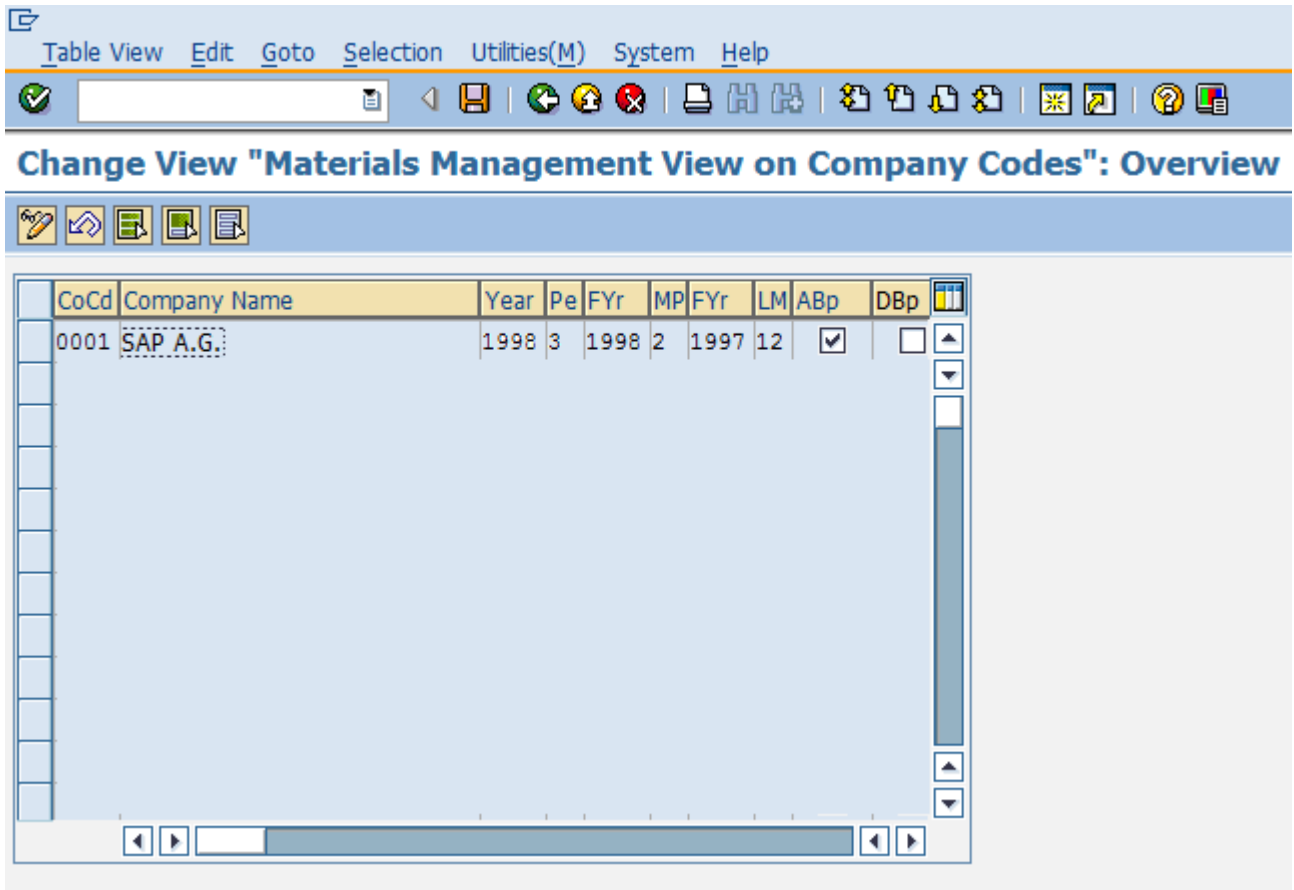 Table View Edit Goto Selection Utilities(M) System Help
Change View "Materials Management View on Company Codes": Overview
CoCd Company Name Year Pe FYr MP FYr LM ABp DBp
0001 SAP A.G. 1998 3 1998 2 1997 12